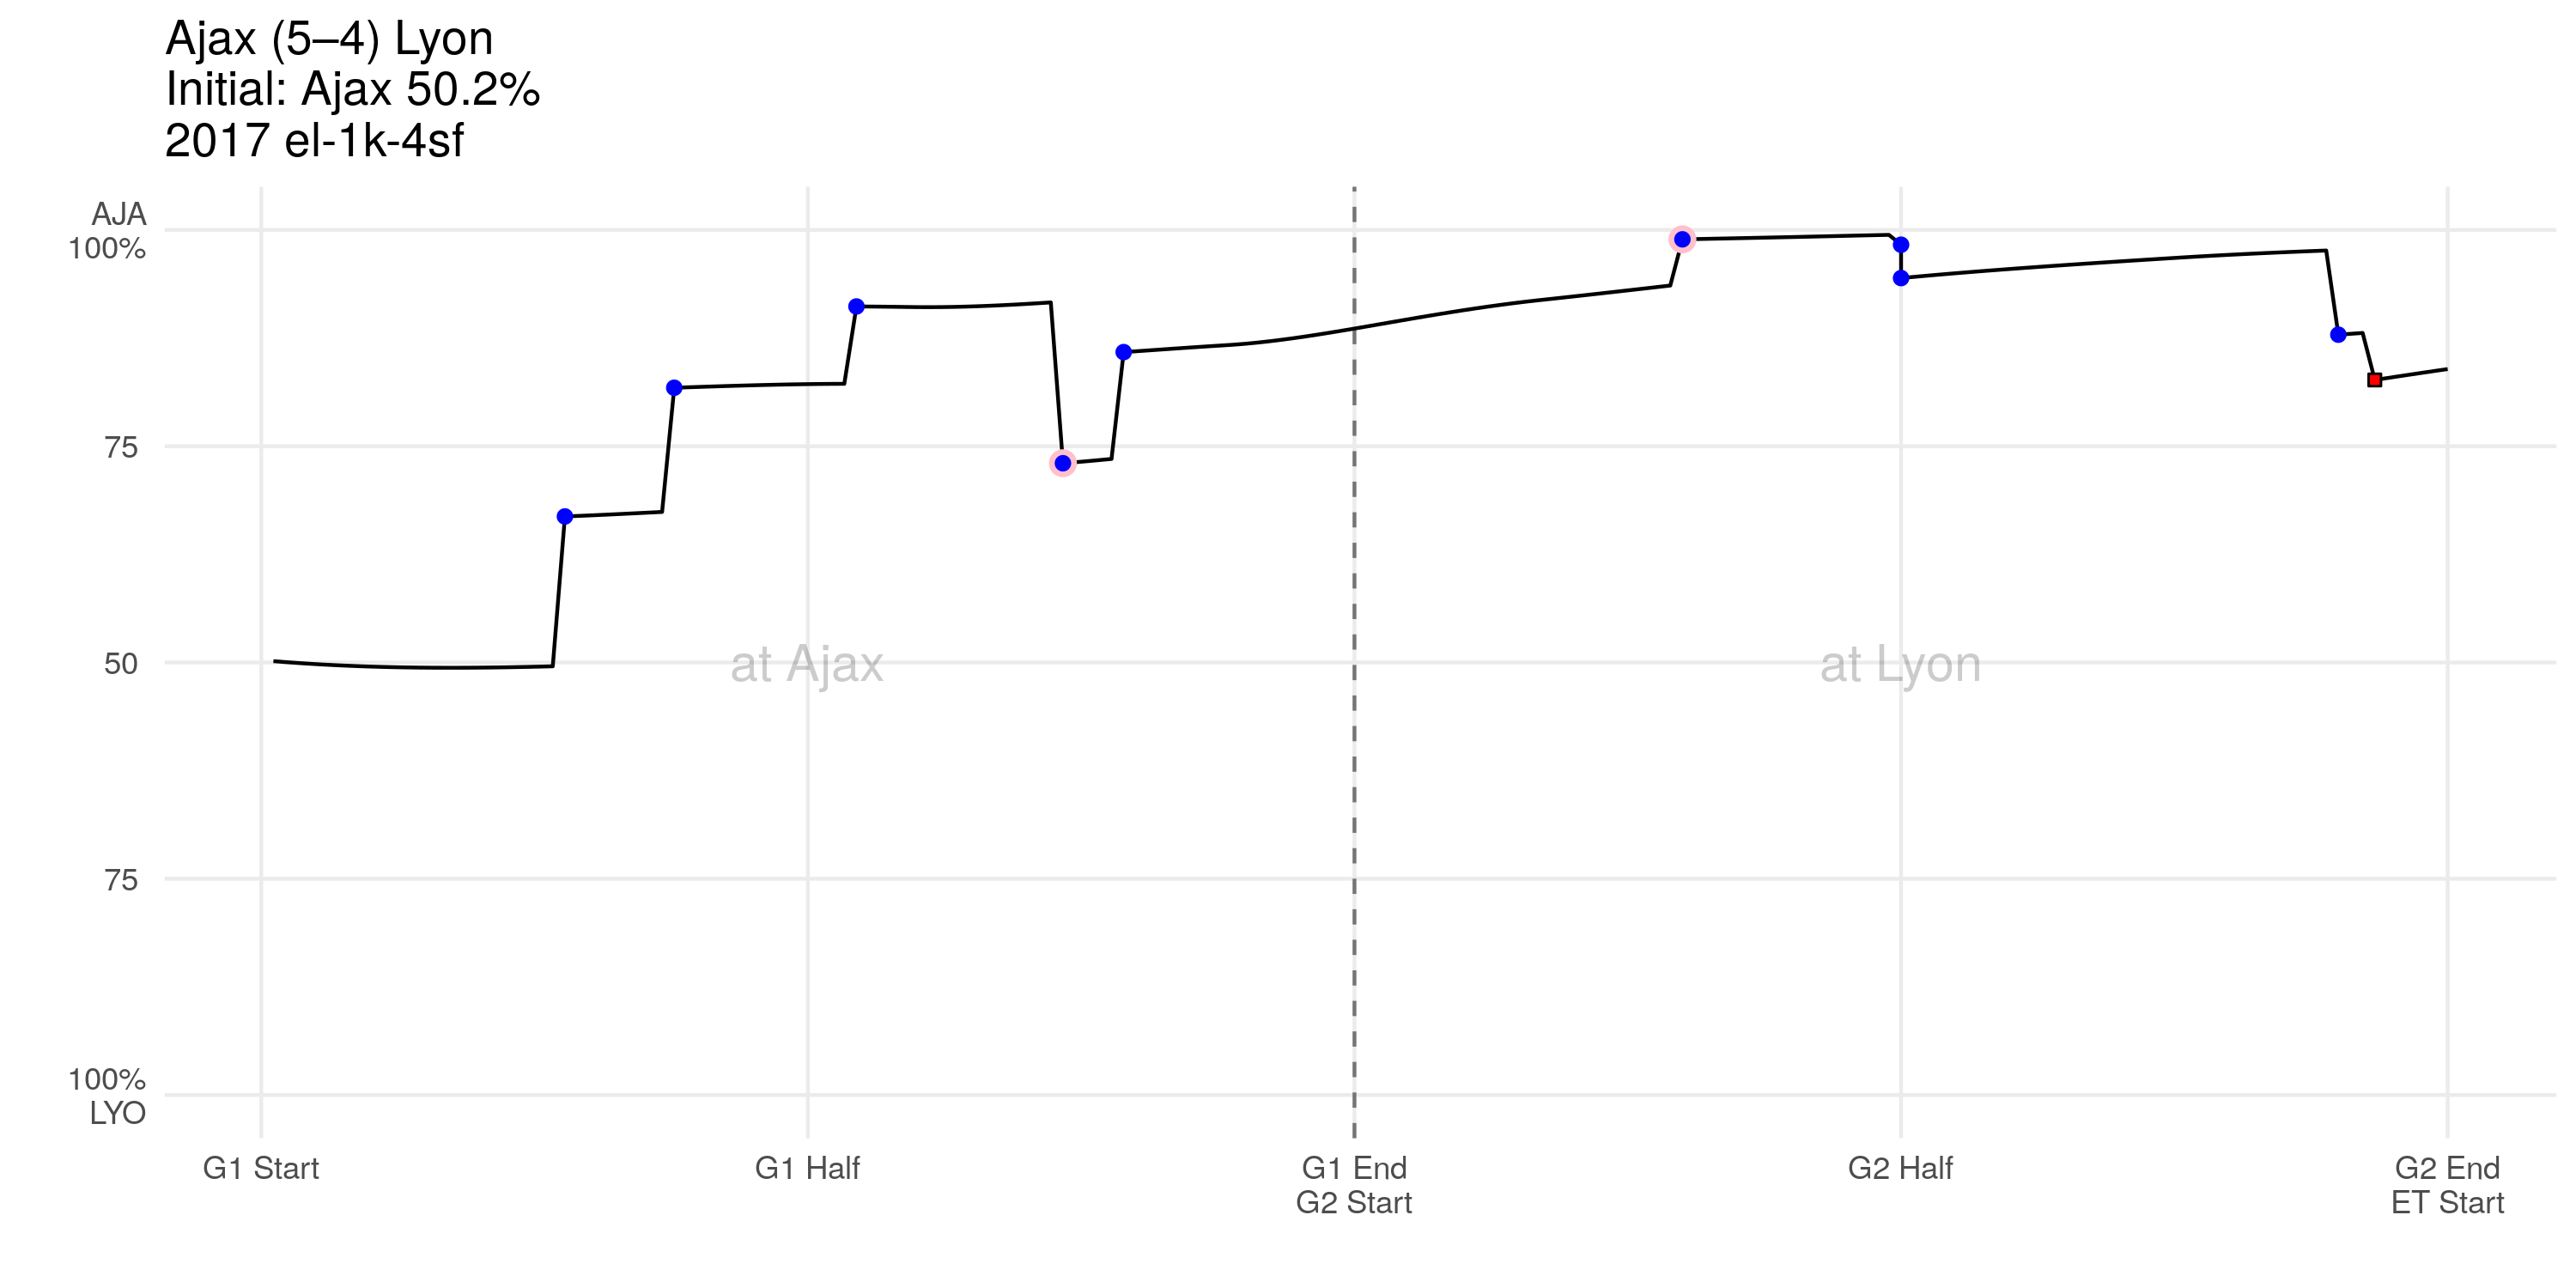 Ajax (5–4) Lyon
Initial: Ajax 50.2%
2017 el-1k-4sf
AJA
100%
75
50
75
100%
LYO
at Ajax
at Lyon
G1 Start
G1 Half
G1 End
G2 Start
G2 Half
G2 End
ET Start